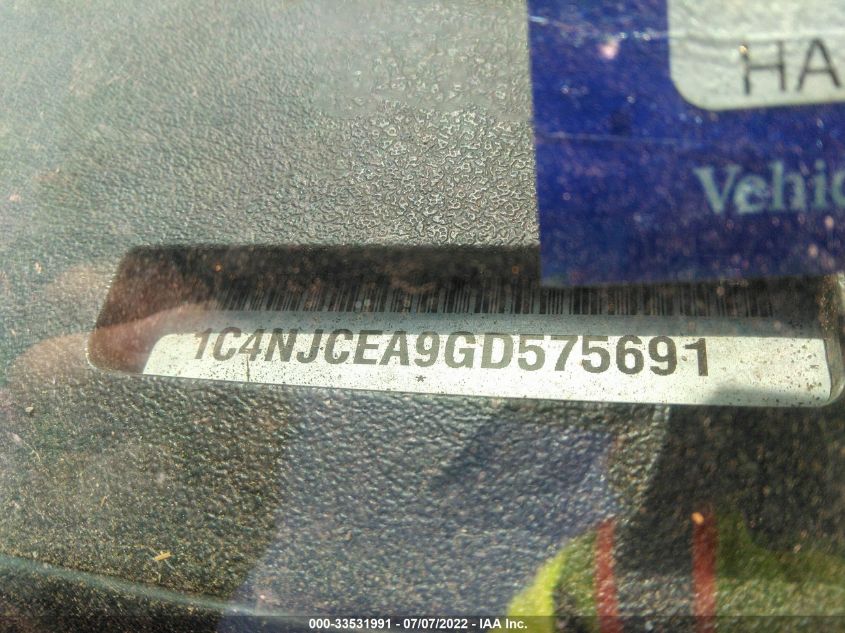 HA
Vehic
1C4NJCEA9GD575691
*
000-33531991 - 07/07/2022 - IAA Inc.